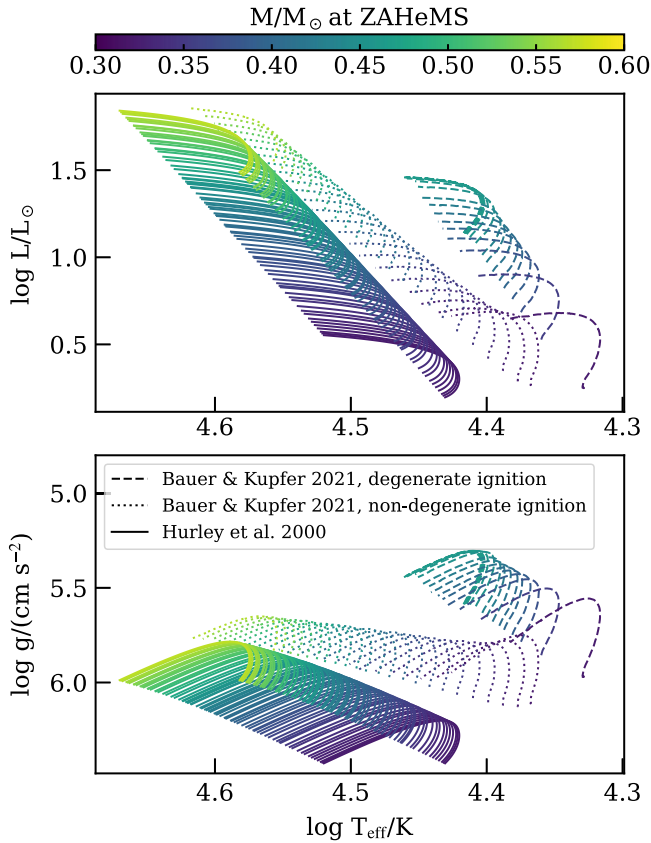 M/M⊙ at ZAHeMS
0.30 0.35 0.40 0.45 0.50 0.55 0.60
log L/L⊙
1.5
1.0
0.5
4.6 4.5 4.4 4.3
log g/(cm s⁻²)
5.0
5.5
6.0
Bauer & Kupfer 2021, degenerate ignition
Bauer & Kupfer 2021, non-degenerate ignition
Hurley et al. 2000
4.6 4.5 4.4 4.3
log T_eff/K